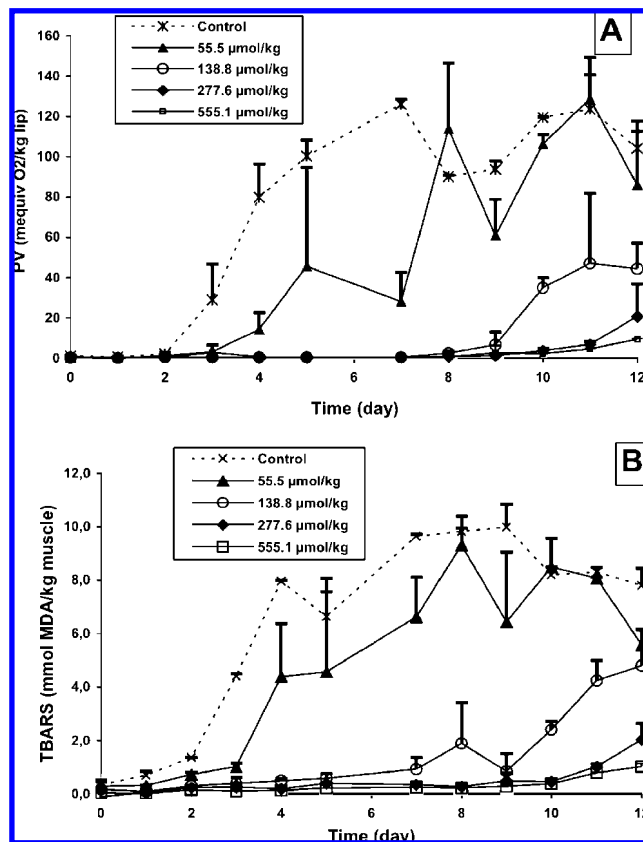 A
Control
55.5 µmol/kg
138.8 µmol/kg
277.6 µmol/kg
555.1 µmol/kg
PV (mequiv O2/kg lip)
160
140
120
100
80
60
40
20
0
0 2 4 6 8 10 12
Time (day)
B
Control
55.5 µmol/kg
138.8 µmol/kg
277.6 µmol/kg
555.1 µmol/kg
TBARS (mmol MDA/kg muscle)
12,0
10,0
8,0
6,0
4,0
2,0
0,0
0 2 4 6 8 10 12
Time (day)